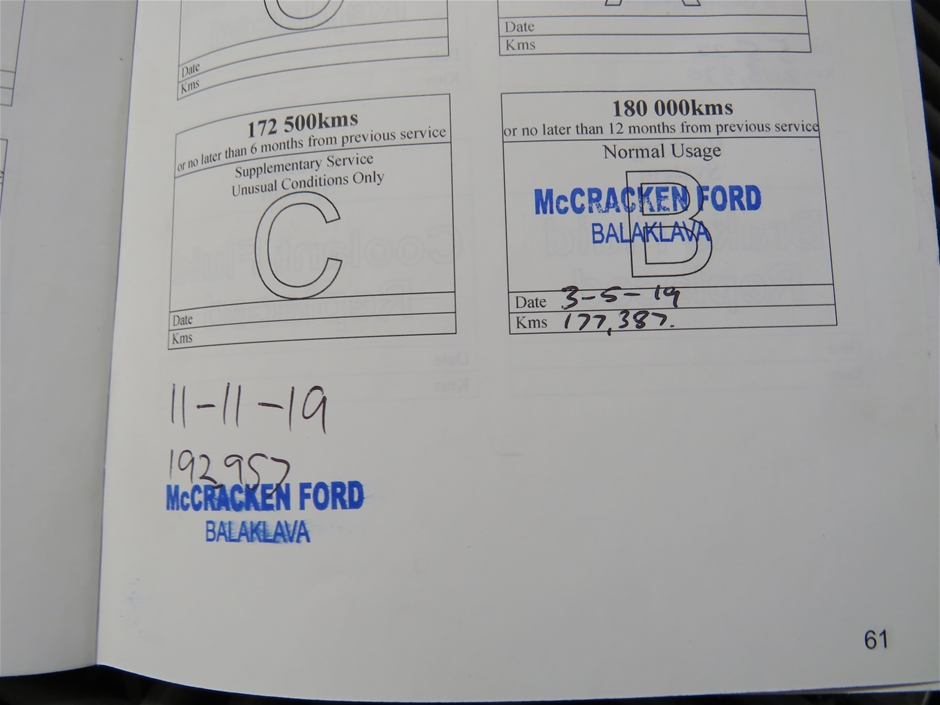 C
A
Date
Kms
Date
Kms
172 500kms
or no later than 6 months from previous service
Supplementary Service
Unusual Conditions Only
C
Date
Kms
180 000kms
or no later than 12 months from previous service
Normal Usage
B
McCRACKEN FORD
BALAKLAVA
Date 3-5-19
Kms 177,387.
11-11-19
192957
McCRACKEN FORD
BALAKLAVA
61